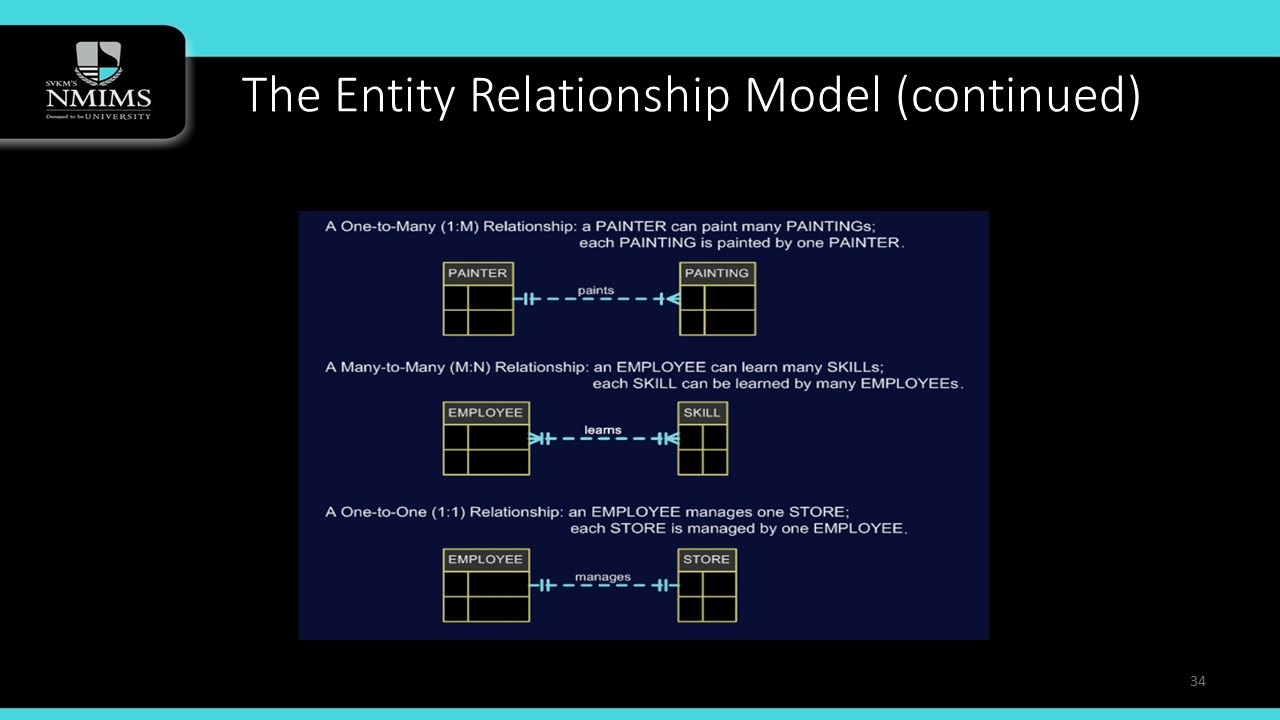 SVKM'S
NMIMS
Deemed to be UNIVERSITY
The Entity Relationship Model (continued)
A One-to-Many (1:M) Relationship: a PAINTER can paint many PAINTINGs;
each PAINTING is painted by one PAINTER.
PAINTER
paints
PAINTING
A Many-to-Many (M:N) Relationship: an EMPLOYEE can learn many SKILLs;
each SKILL can be learned by many EMPLOYEEs.
EMPLOYEE
learns
SKILL
A One-to-One (1:1) Relationship: an EMPLOYEE manages one STORE;
each STORE is managed by one EMPLOYEE.
EMPLOYEE
manages
STORE
34